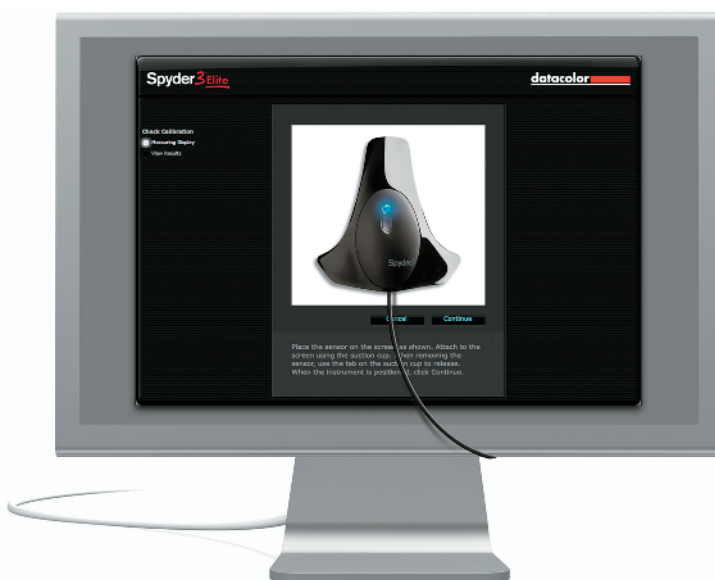 Spyder3Elite
datacolor
Check Calibration
Measuring Display
View Results
Spyder
Cancel Continue
Place the sensor on the screen as shown. Attach to the
screen using the suction cup. When removing the
sensor, use the tab on the suction cup to release.
When the instrument is positioned, click Continue.